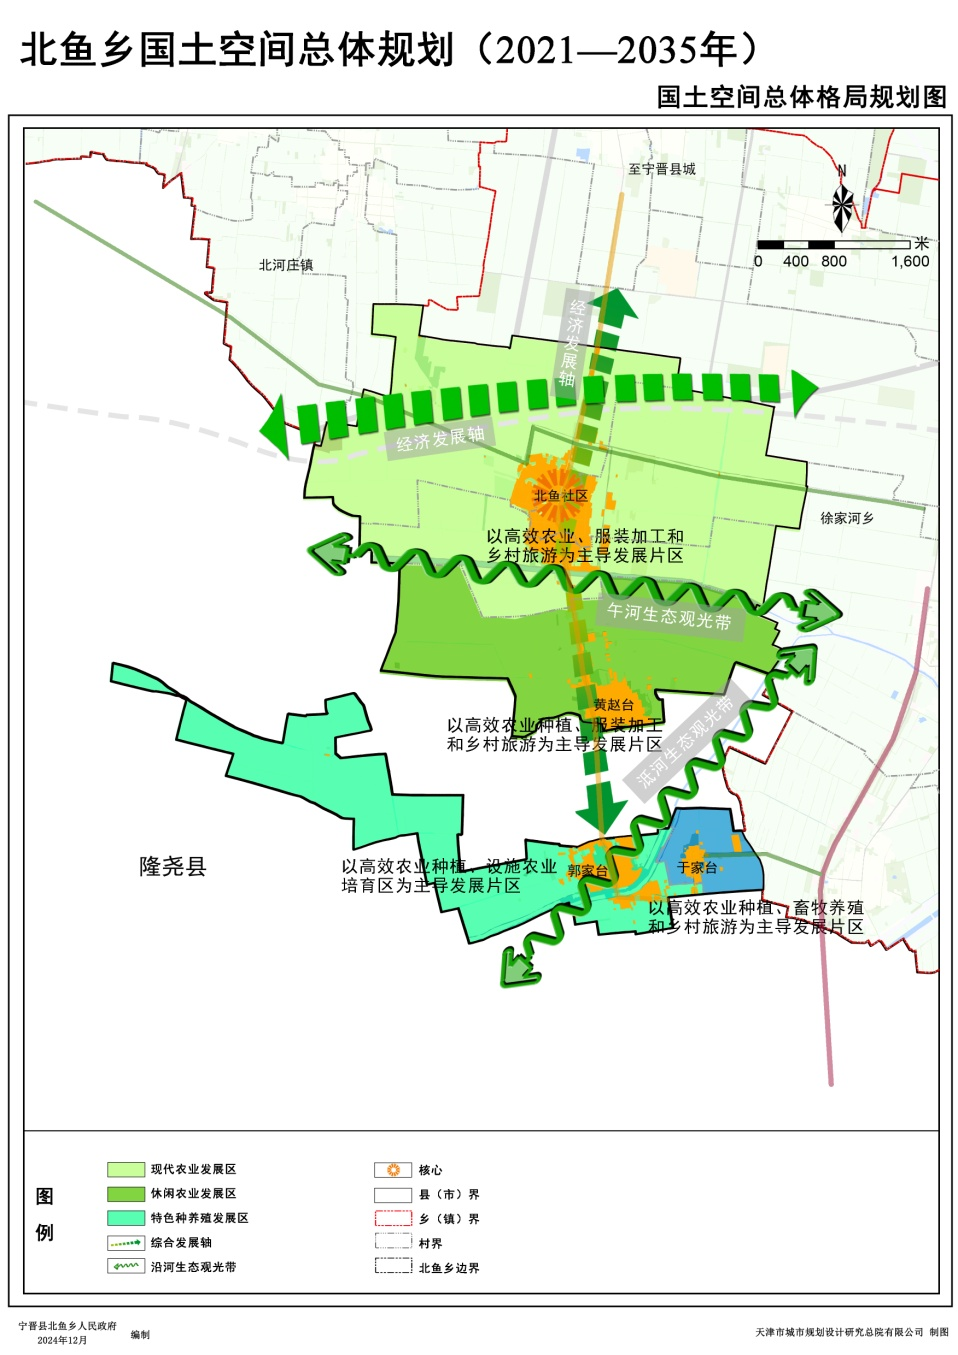 北鱼乡国土空间总体规划（2021—2035年）
国土空间总体格局规划图
至宁晋县城
N
米
0 400 800 1,600
北河庄镇
经济发展轴
经济发展轴
北鱼社区
徐家河乡
以高效农业、服装加工和
乡村旅游为主导发展片区
午河生态观光带
黄赵台
以高效农业种植、服装加工
和乡村旅游为主导发展片区
泜河生态观光带
隆尧县
以高效农业种植、设施农业
培育区为主导发展片区
郭家台
于家台
以高效农业种植、畜牧养殖
和乡村旅游为主导发展片区
图例
现代农业发展区
休闲农业发展区
特色种养殖发展区
综合发展轴
沿河生态观光带
核心
县（市）界
乡（镇）界
村界
北鱼乡边界
宁晋县北鱼乡人民政府
2024年12月
编制
天津市城市规划设计研究总院有限公司 制图